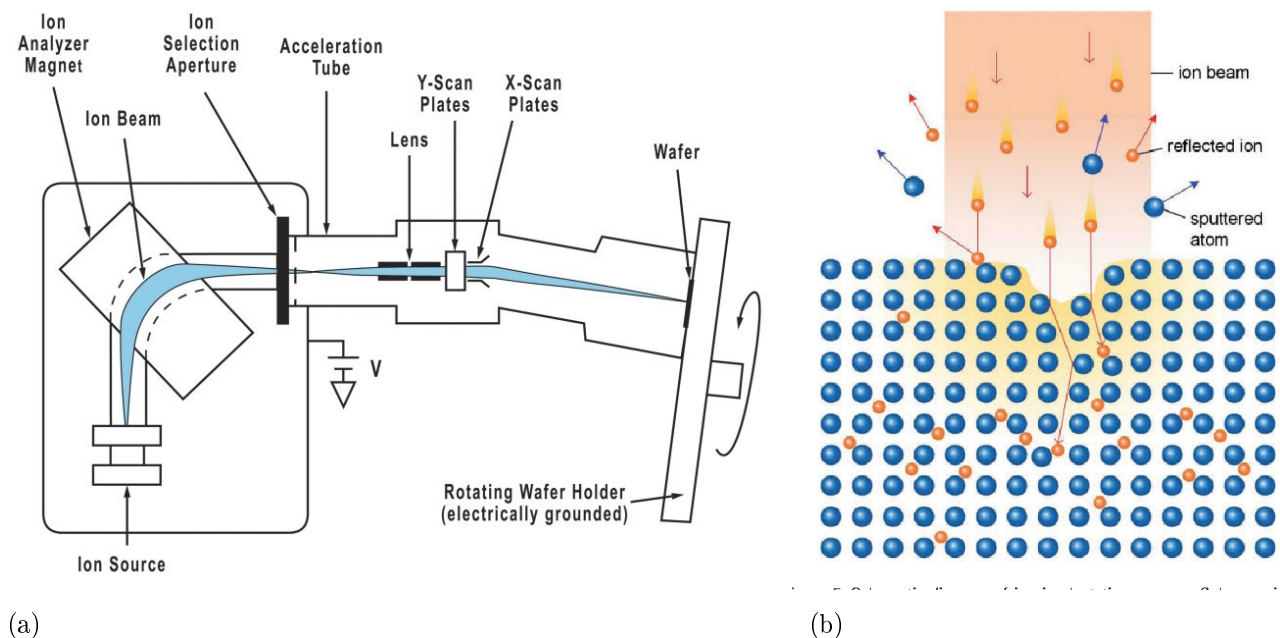 Ion
Analyzer
Magnet
Ion
Selection
Aperture
Acceleration
Tube
Y-Scan
Plates
X-Scan
Plates
Ion Beam
Lens
Wafer
V
Rotating Wafer Holder
(electrically grounded)
Ion Source
(a)
ion beam
reflected ion
sputtered
atom
(b)